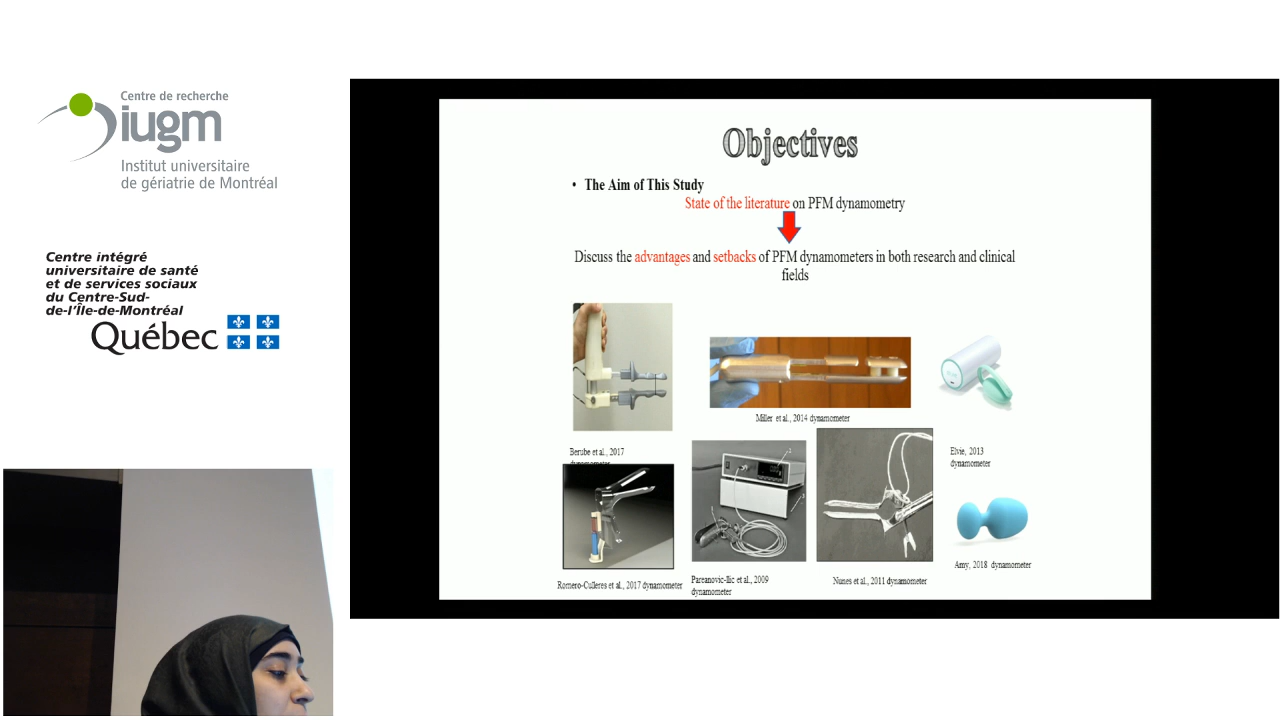 Centre de recherche
iugm
Institut universitaire
de gériatrie de Montréal
Centre intégré
universitaire de santé
et de services sociaux
du Centre-Sud-
de-l'Île-de-Montréal
Québec
Objectives
• The Aim of This Study
State of the literature on PFM dynamometry
Discuss the advantages and setbacks of PFM dynamometers in both research and clinical
fields
Miller et al., 2014 dynamometer
Berube et al., 2017
dynamometer
Elvie, 2013
dynamometer
Romero-Culleres et al., 2017 dynamometer
Pareanovic-Ilic et al., 2009
dynamometer
Nunes et al., 2011 dynamometer
Amy, 2018 dynamometer